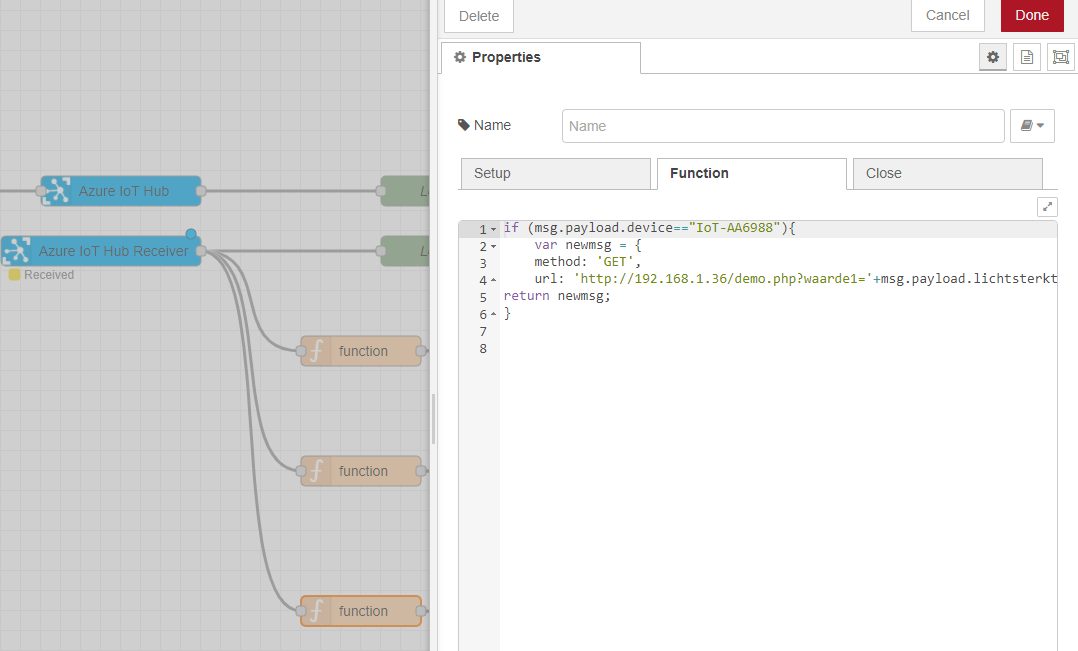 Delete
Cancel
Done
Properties
Name
Name
Setup
Function
Close
Azure IoT Hub
Azure IoT Hub Receiver
Received
function
function
function
1 if (msg.payload.device=="IoT-AA6988"){
2 var newmsg = {
3 method: 'GET',
4 url: 'http://192.168.1.36/demo.php?waarde1='+msg.payload.lichtsterkt
5 return newmsg;
6 }
7
8